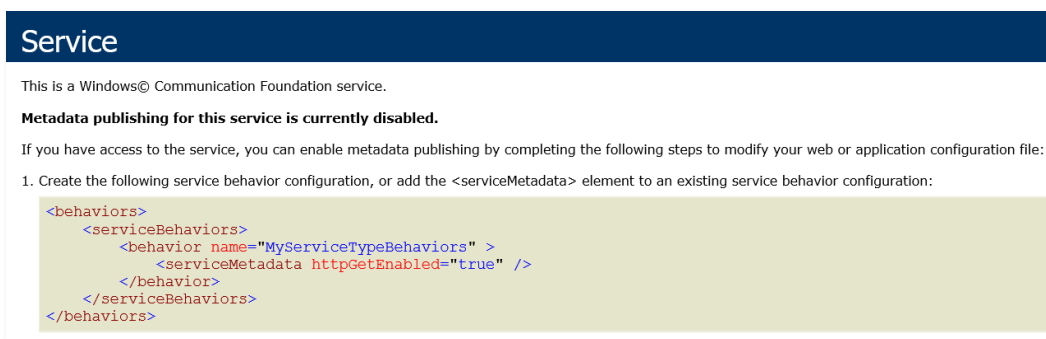 Service
This is a Windows© Communication Foundation service.
Metadata publishing for this service is currently disabled.
If you have access to the service, you can enable metadata publishing by completing the following steps to modify your web or application configuration file:
1. Create the following service behavior configuration, or add the <serviceMetadata> element to an existing service behavior configuration:
<behaviors>
<serviceBehaviors>
<behavior name="MyServiceTypeBehaviors" >
<serviceMetadata httpGetEnabled="true" />
</behavior>
</serviceBehaviors>
</behaviors>